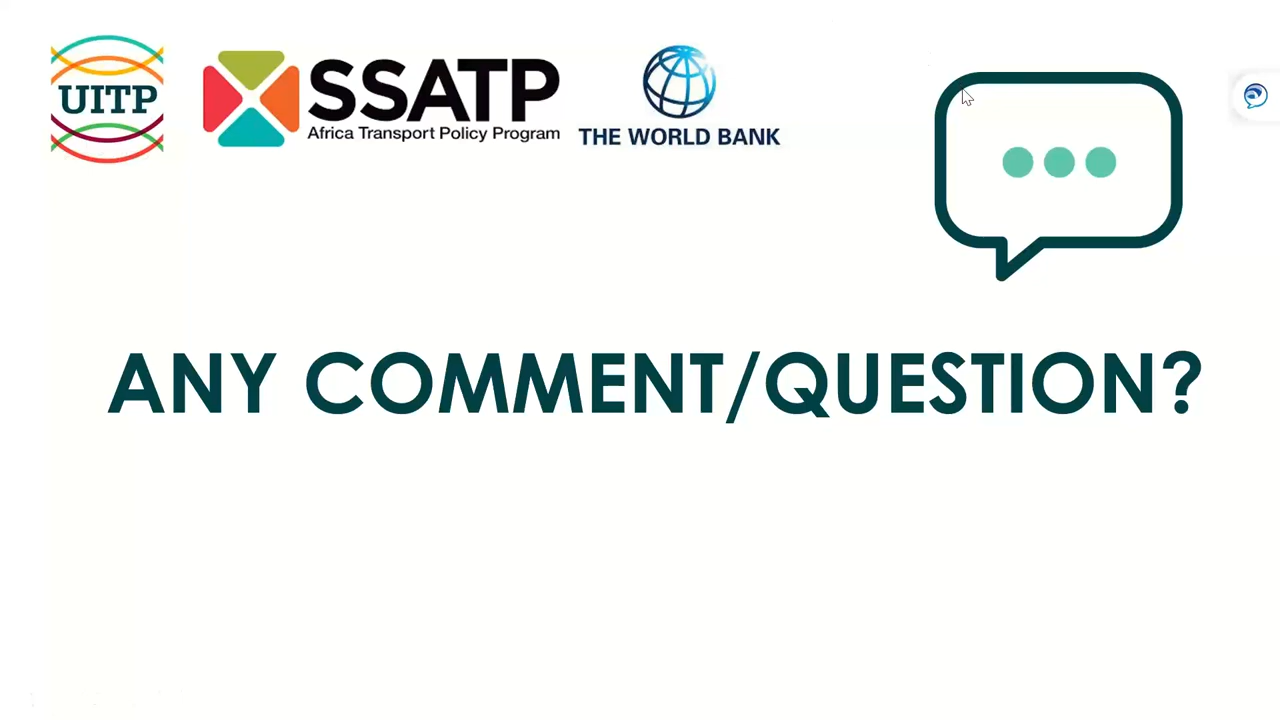 UITP
SSATP
Africa Transport Policy Program
THE WORLD BANK
ANY COMMENT/QUESTION?